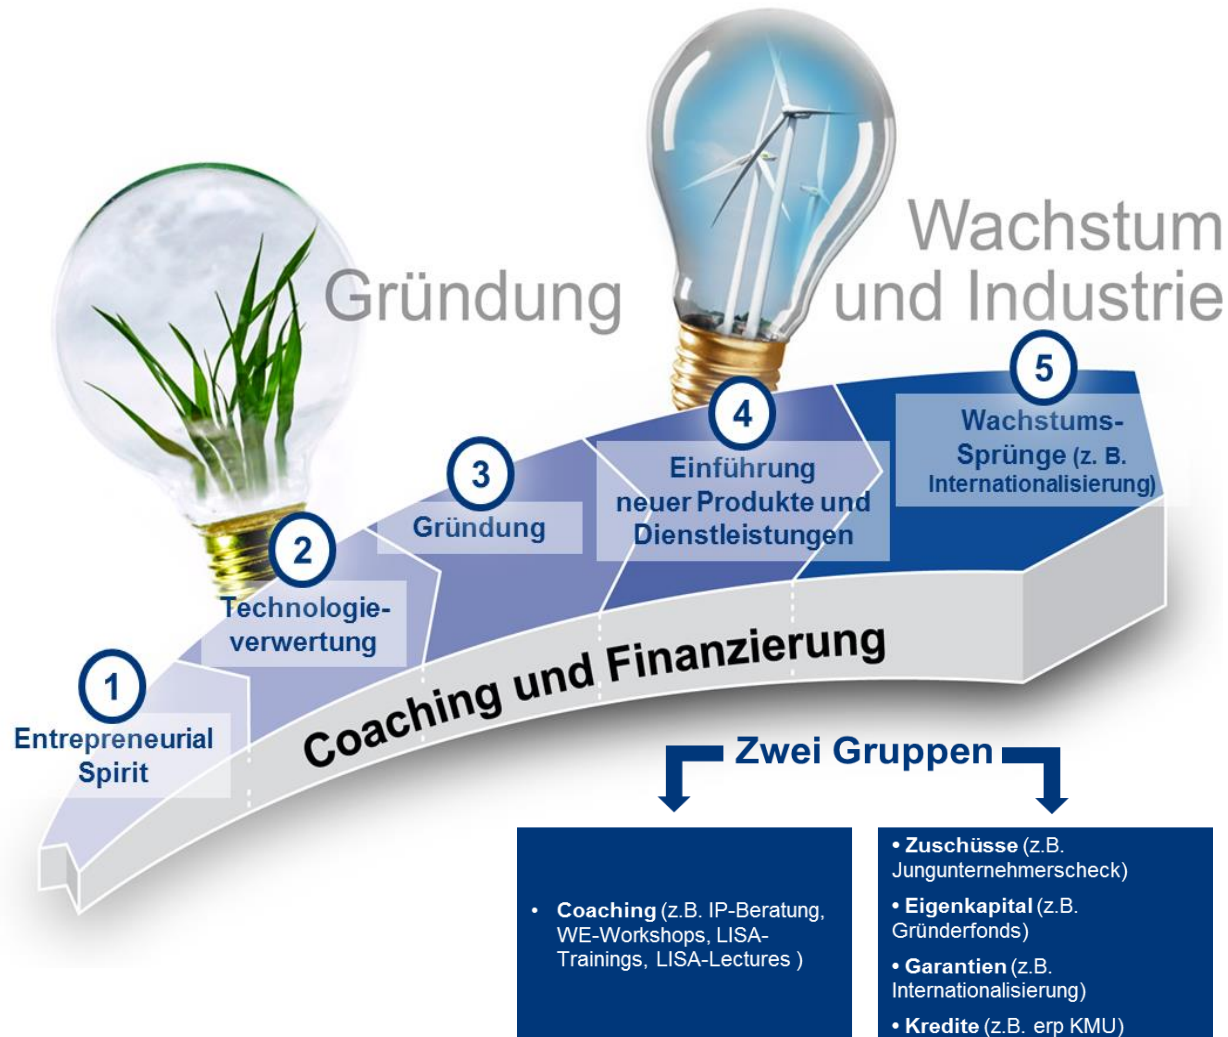 Gründung
Wachstum
und Industrie
1
Entrepreneurial
Spirit
2
Technologie-
verwertung
3
Gründung
4
Einführung
neuer Produkte und
Dienstleistungen
5
Wachstums-
Sprünge (z. B.
Internationalisierung)
Coaching und Finanzierung
Zwei Gruppen
• Coaching (z.B. IP-Beratung,
WE-Workshops, LISA-
Trainings, LISA-Lectures )
• Zuschüsse (z.B.
Jungunternehmerscheck)
• Eigenkapital (z.B.
Gründerfonds)
• Garantien (z.B.
Internationalisierung)
• Kredite (z.B. erp KMU)